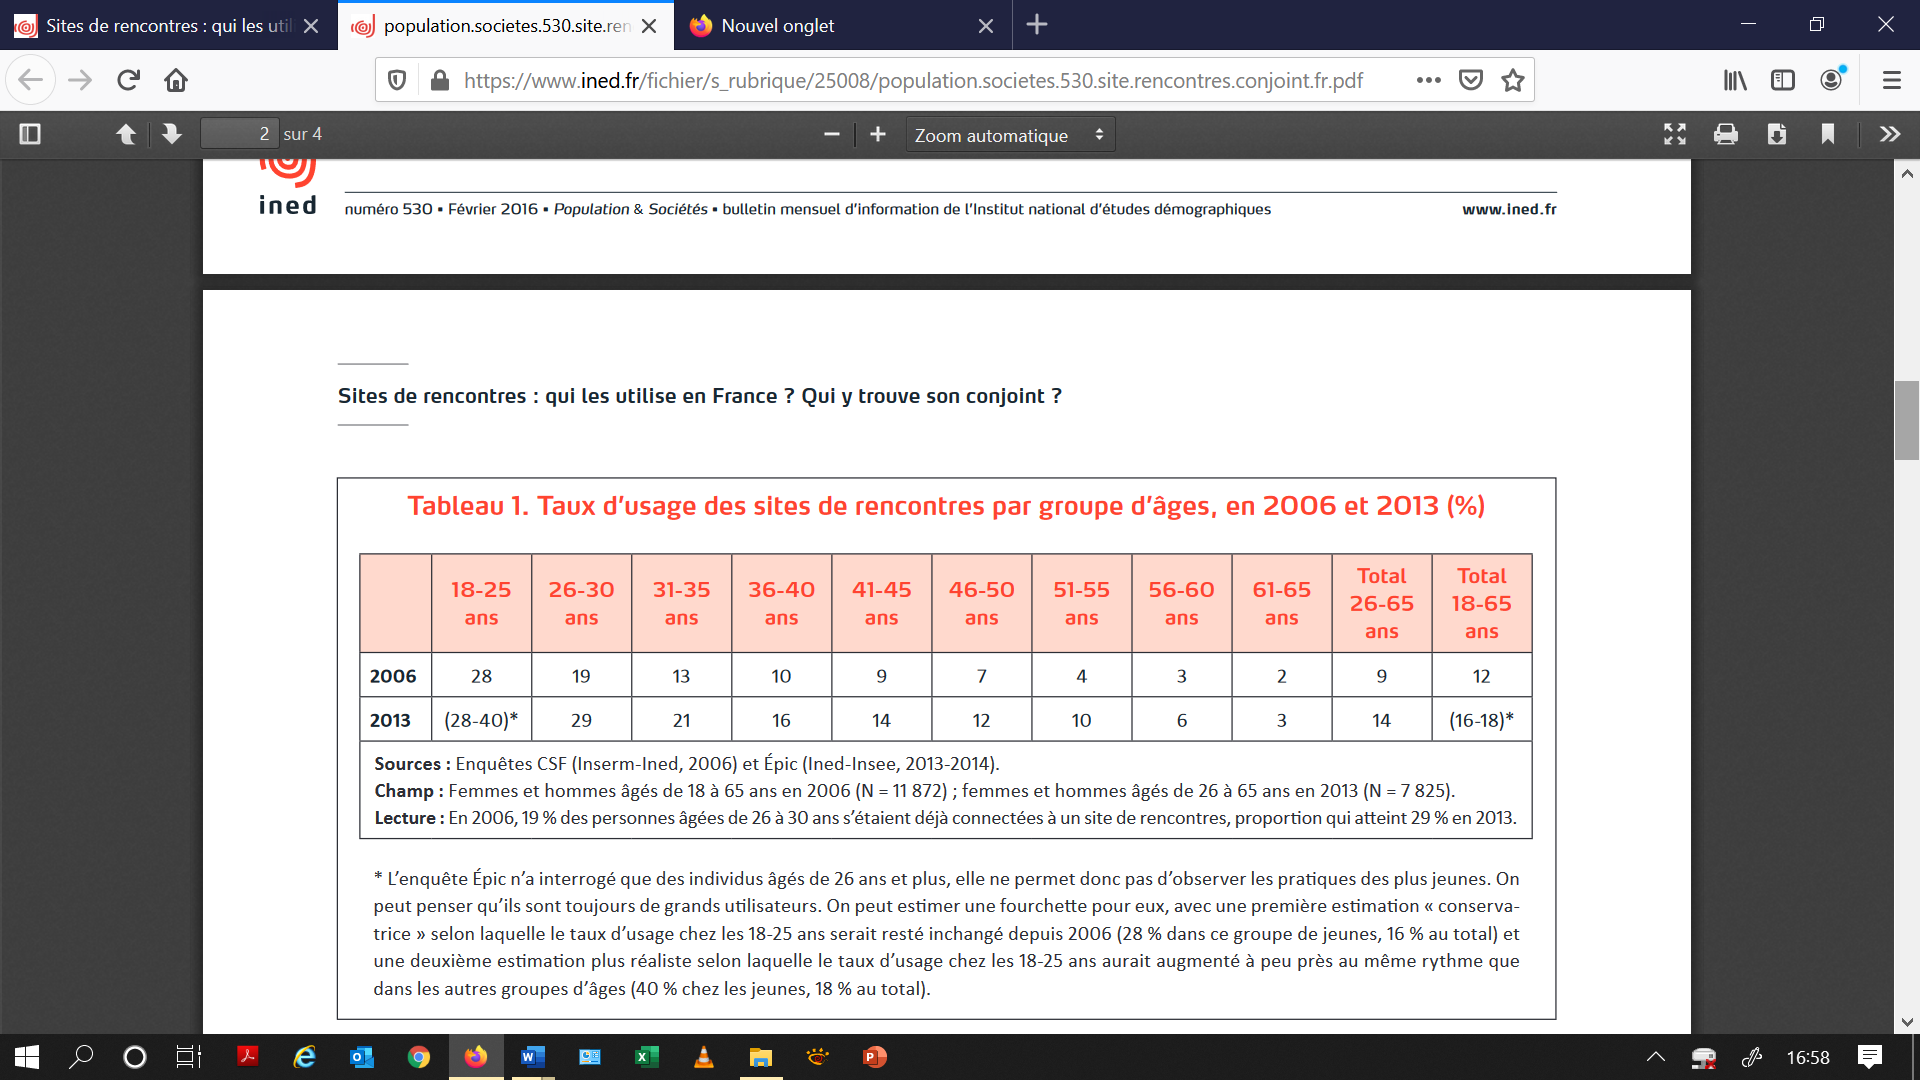 Sites de rencontres : qui les uti
population.societes.530.site.ren
Nouvel onglet
https://www.ined.fr/fichier/s_rubrique/25008/population.societes.530.site.rencontres.conjoint.fr.pdf
2 sur 4
Zoom automatique
ined
numéro 530 ▪ Février 2016 ▪ Population & Sociétés ▪ bulletin mensuel d'information de l'Institut national d'études démographiques
www.ined.fr
Sites de rencontres : qui les utilise en France ? Qui y trouve son conjoint ?
Tableau 1. Taux d'usage des sites de rencontres par groupe d'âges, en 2006 et 2013 (%)
18-25 ans 26-30 ans 31-35 ans 36-40 ans 41-45 ans 46-50 ans 51-55 ans 56-60 ans 61-65 ans Total 26-65 ans Total 18-65 ans
2006 28 19 13 10 9 7 4 3 2 9 12
2013 (28-40)* 29 21 16 14 12 10 6 3 14 (16-18)*
Sources : Enquêtes CSF (Inserm-Ined, 2006) et Épic (Ined-Insee, 2013-2014).
Champ : Femmes et hommes âgés de 18 à 65 ans en 2006 (N = 11 872) ; femmes et hommes âgés de 26 à 65 ans en 2013 (N = 7 825).
Lecture : En 2006, 19 % des personnes âgées de 26 à 30 ans s'étaient déjà connectées à un site de rencontres, proportion qui atteint 29 % en 2013.
* L'enquête Épic n'a interrogé que des individus âgés de 26 ans et plus, elle ne permet donc pas d'observer les pratiques des plus jeunes. On
peut penser qu'ils sont toujours de grands utilisateurs. On peut estimer une fourchette pour eux, avec une première estimation « conserva-
trice » selon laquelle le taux d'usage chez les 18-25 ans serait resté inchangé depuis 2006 (28 % dans ce groupe de jeunes, 16 % au total) et
une deuxième estimation plus réaliste selon laquelle le taux d'usage chez les 18-25 ans aurait augmenté à peu près au même rythme que
dans les autres groupes d'âges (40 % chez les jeunes, 18 % au total).
16:58